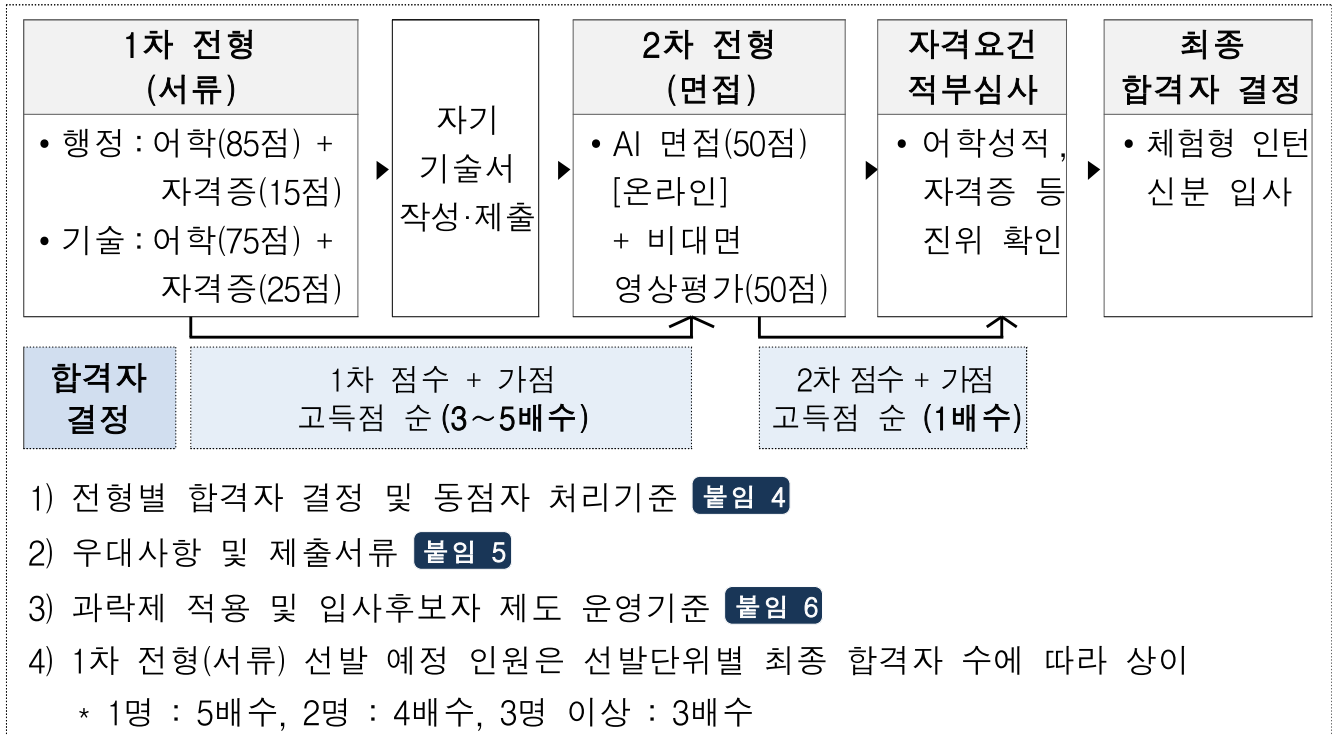 1차 전형
(서류)
• 행정 : 어학(85점) +
자격증(15점)
• 기술 : 어학(75점) +
자격증(25점)
▶
자기
기술서
작성·제출
▶
2차 전형
(면접)
• AI 면접(50점)
[온라인]
+ 비대면
영상평가(50점)
▶
자격요건
적부심사
• 어학성적,
자격증 등
진위 확인
▶
최종
합격자 결정
• 체험형 인턴
신분 입사
합격자
결정
1차 점수 + 가점
고득점 순 (3~5배수)
2차 점수 + 가점
고득점 순 (1배수)
1) 전형별 합격자 결정 및 동점자 처리기준 붙임 4
2) 우대사항 및 제출서류 붙임 5
3) 과락제 적용 및 입사후보자 제도 운영기준 붙임 6
4) 1차 전형(서류) 선발 예정 인원은 선발단위별 최종 합격자 수에 따라 상이
* 1명 : 5배수, 2명 : 4배수, 3명 이상 : 3배수